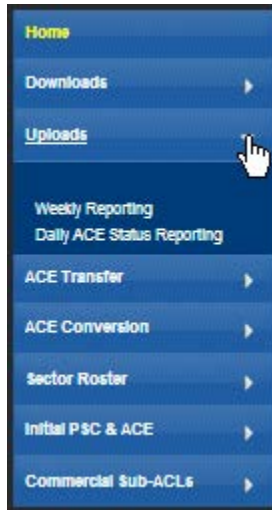 Home
Downloads
Uploads
Weekly Reporting
Daily ACE Status Reporting
ACE Transfer
ACE Conversion
Sector Roster
Initial PSC & ACE
Commercial Sub-ACLs